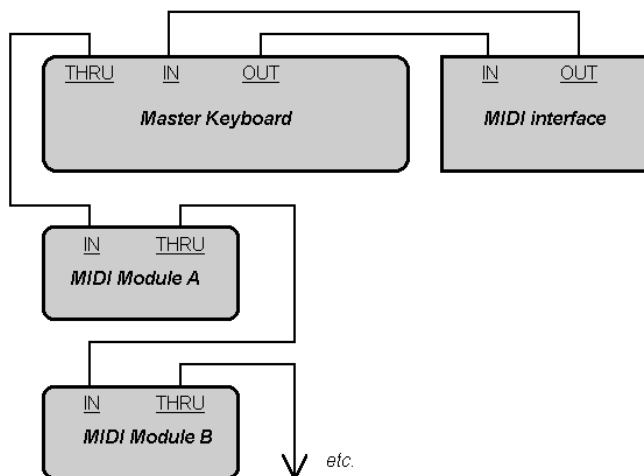 THRU IN OUT
Master Keyboard
IN OUT
MIDI interface
IN THRU
MIDI Module A
IN THRU
MIDI Module B
etc.